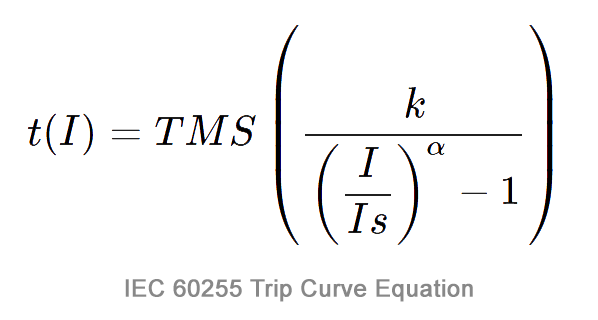 t(I) = TMS ( k / ( ( I / Is )^α − 1 ) )
IEC 60255 Trip Curve Equation